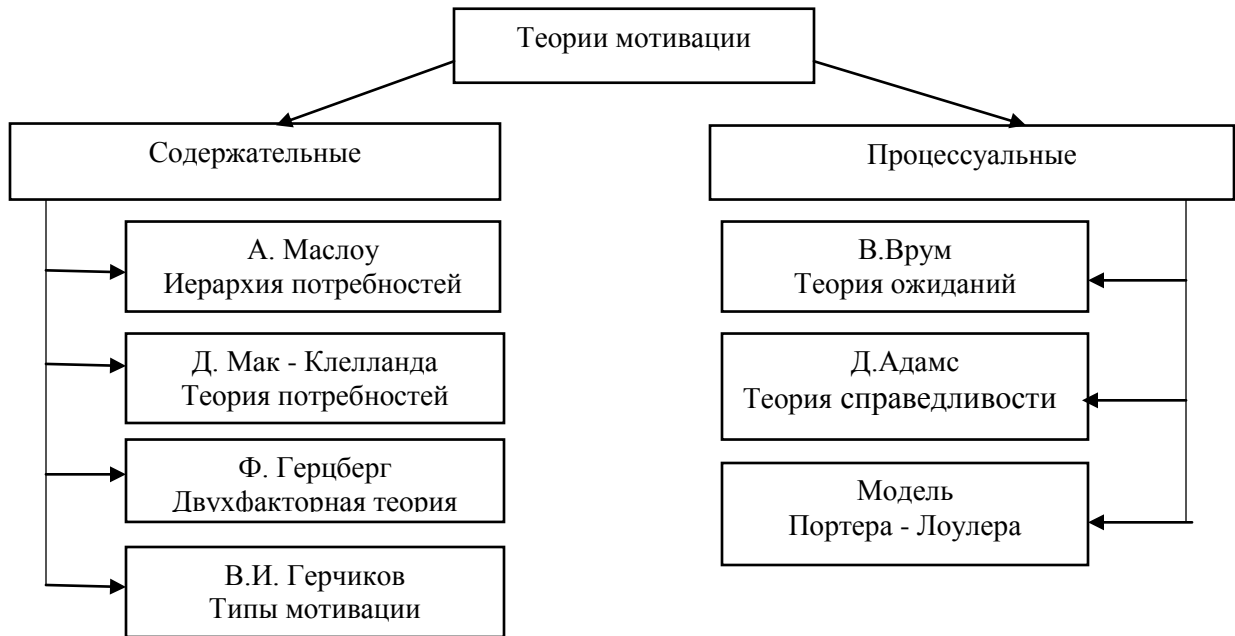 Теории мотивации
Содержательные
Процессуальные
А. Маслоу
Иерархия потребностей
Д. Мак - Клелланда
Теория потребностей
Ф. Герцберг
Двухфакторная теория
В.И. Герчиков
Типы мотивации
В.Врум
Теория ожиданий
Д.Адамс
Теория справедливости
Модель
Портера - Лоулера